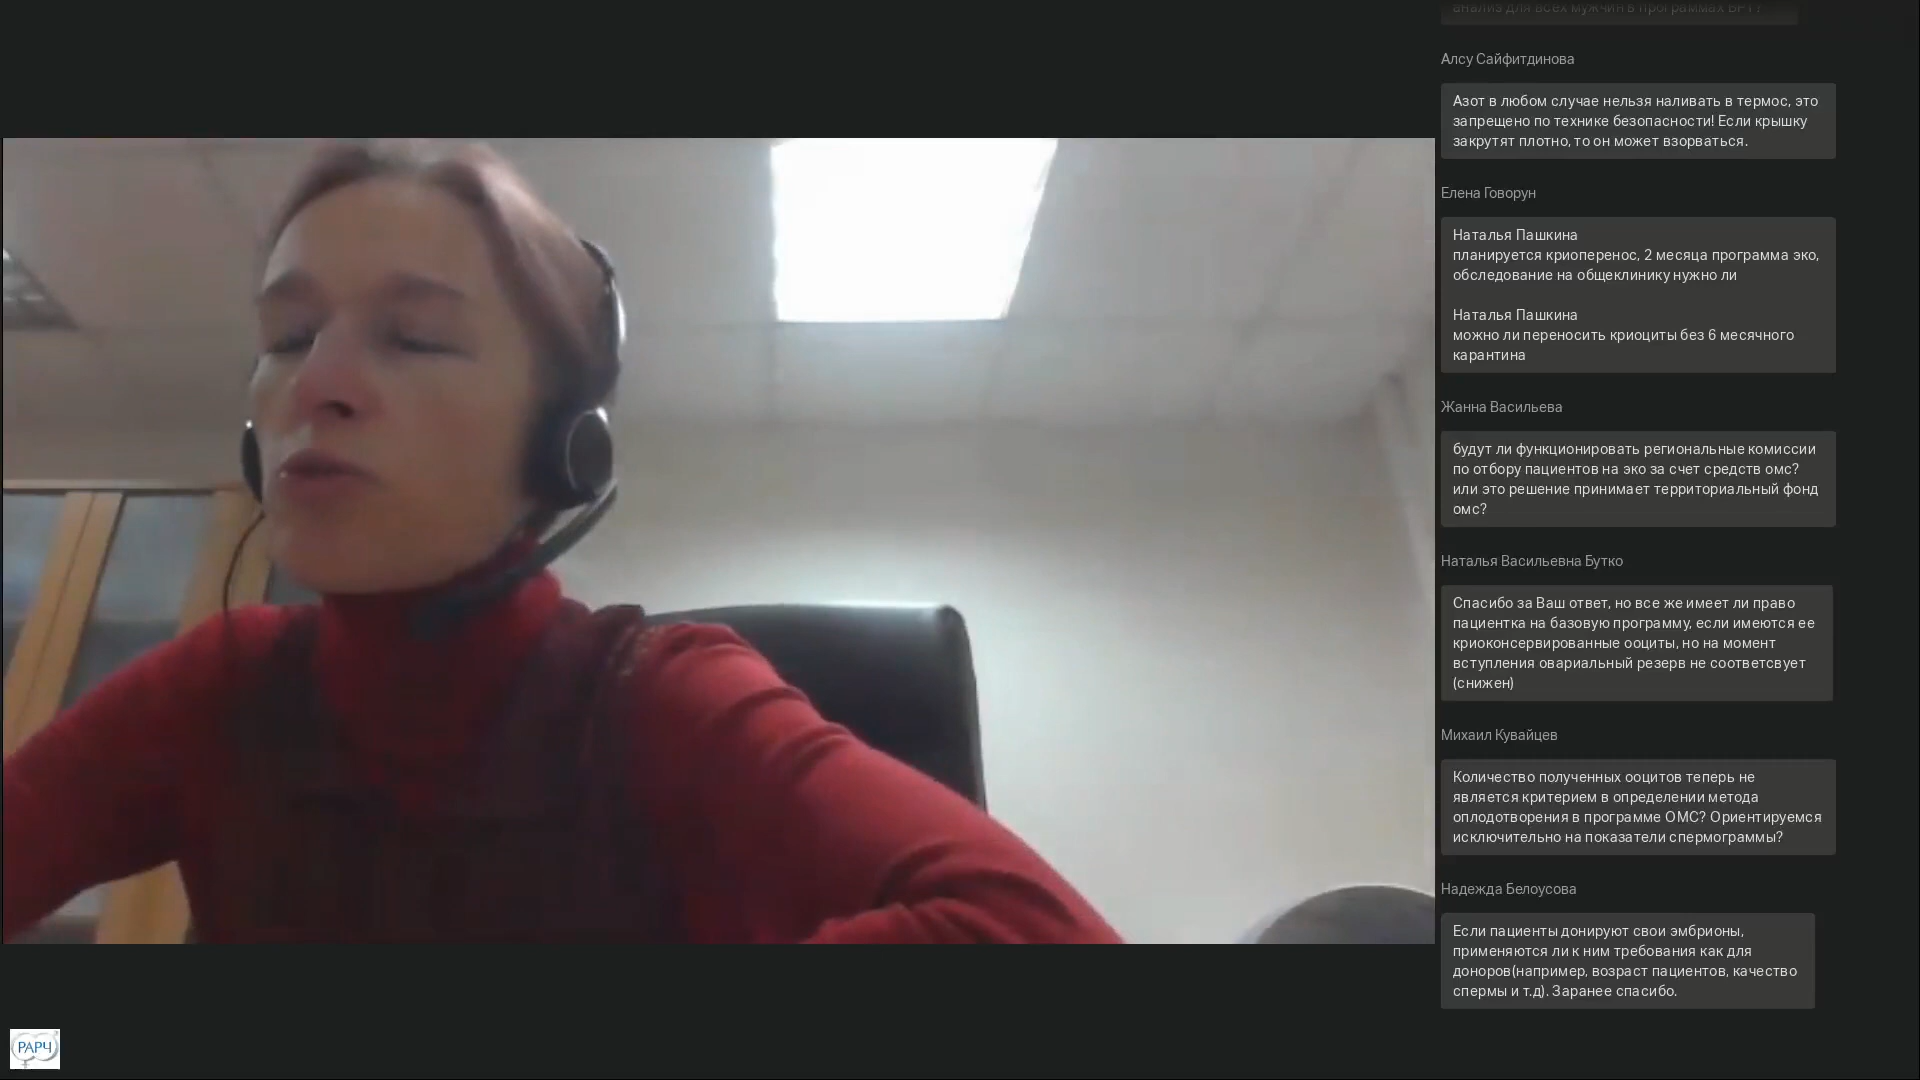 анализ для всех мужчин в программах ВРТ?
Алсу Сайфитдинова
Азот в любом случае нельзя наливать в термос, это
запрещено по технике безопасности! Если крышку
закрутят плотно, то он может взорваться.
Елена Говорун
Наталья Пашкина
планируется криоперенос, 2 месяца программа эко,
обследование на общеклинику нужно ли
Наталья Пашкина
можно ли переносить криоциты без 6 месячного
карантина
Жанна Васильева
будут ли функционировать региональные комиссии
по отбору пациентов на эко за счет средств омс?
или это решение принимает территориальный фонд
омс?
Наталья Васильевна Бутко
Спасибо за Ваш ответ, но все же имеет ли право
пациентка на базовую программу, если имеются ее
криоконсервированные ооциты, но на момент
вступления овариальный резерв не соответсвует
(снижен)
Михаил Кувайцев
Количество полученных ооцитов теперь не
является критерием в определении метода
оплодотворения в программе ОМС? Ориентируемся
исключительно на показатели спермограммы?
Надежда Белоусова
Если пациенты донируют свои эмбрионы,
применяются ли к ним требования как для
доноров(например, возраст пациентов, качество
спермы и т.д). Заранее спасибо.
РАРЧ